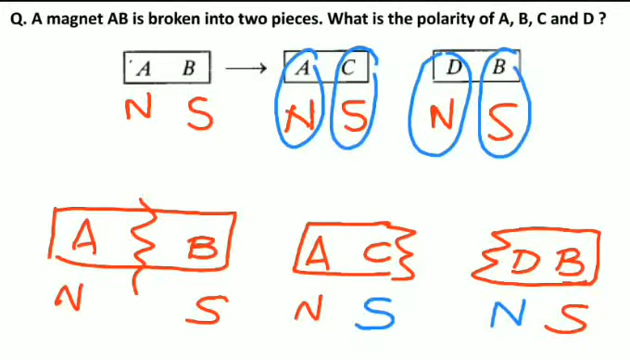 Q. A magnet AB is broken into two pieces. What is the polarity of A, B, C and D ?
A B A C D B
N S N S N S
A B A C D B
N S N S N S